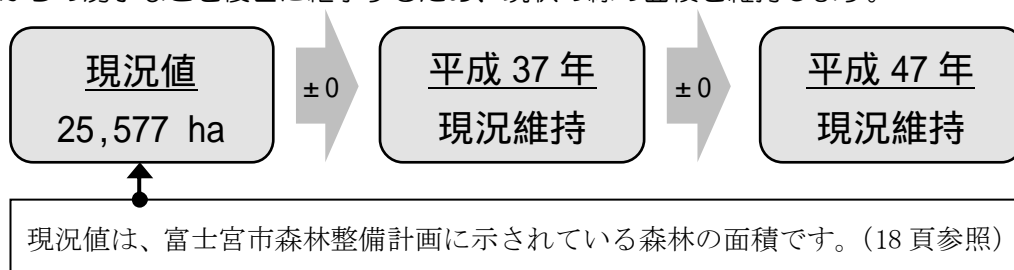 現況値
25,577 ha
±0
平成 37 年
現況維持
±0
平成 47 年
現況維持
現況値は、富士宮市森林整備計画に示されている森林の面積です。（18 頁参照）